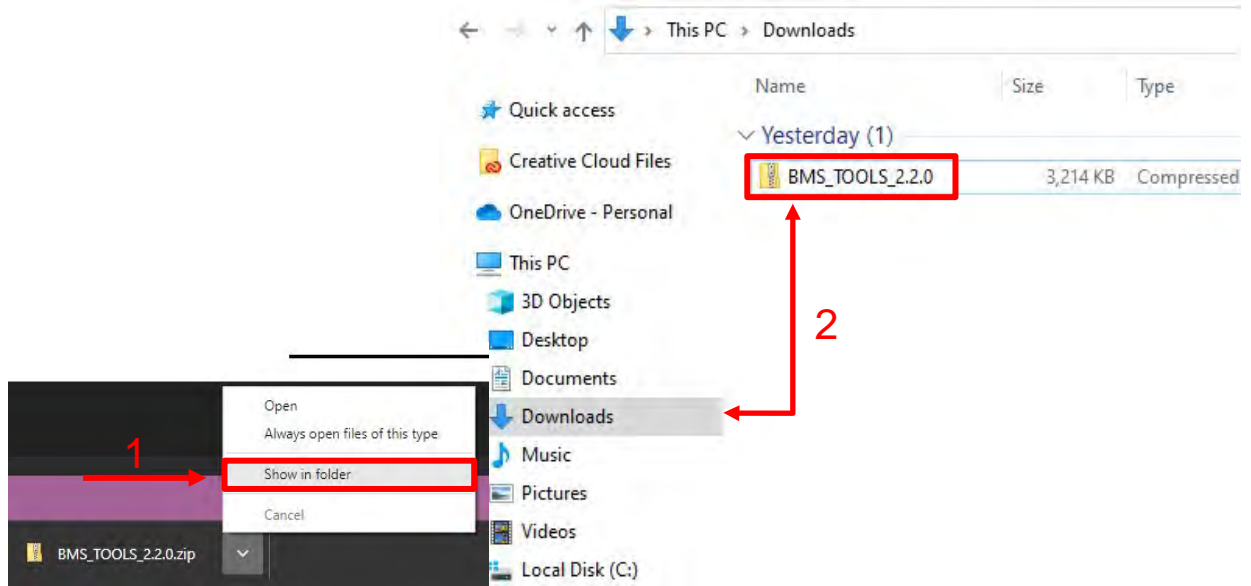 This PC > Downloads
Name Size Type
Yesterday (1)
BMS_TOOLS_2.2.0 3,214 KB Compressed
Quick access
Creative Cloud Files
OneDrive - Personal
This PC
3D Objects
Desktop
Documents
Downloads
Music
Pictures
Videos
Local Disk (C:)
2
Open
Always open files of this type
1
Show in folder
Cancel
BMS_TOOLS_2.2.0.zip